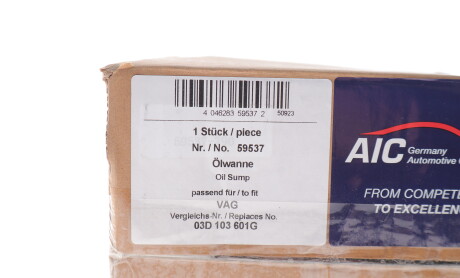 4 046283 59537 2 50923
1 Stück / piece
Nr. / No. 59537
Ölwanne
Oil Sump
passend für / to fit
VAG
Vergleichs-Nr. / Replaces No.
03D 103 601G
AIC Germany
Automotive
FROM COMPETE
TO EXCELLEN